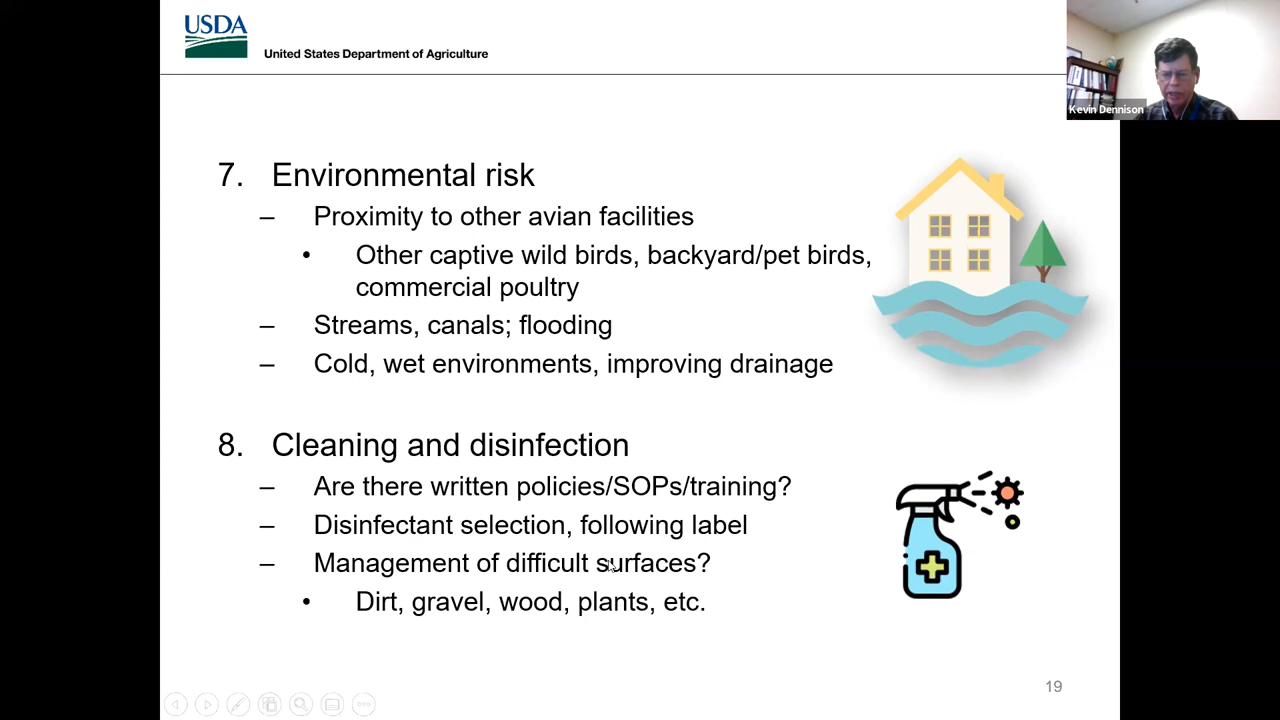 USDA
United States Department of Agriculture
Kevin Dennison
7. Environmental risk
– Proximity to other avian facilities
• Other captive wild birds, backyard/pet birds,
commercial poultry
– Streams, canals; flooding
– Cold, wet environments, improving drainage
8. Cleaning and disinfection
– Are there written policies/SOPs/training?
– Disinfectant selection, following label
– Management of difficult surfaces?
• Dirt, gravel, wood, plants, etc.
19